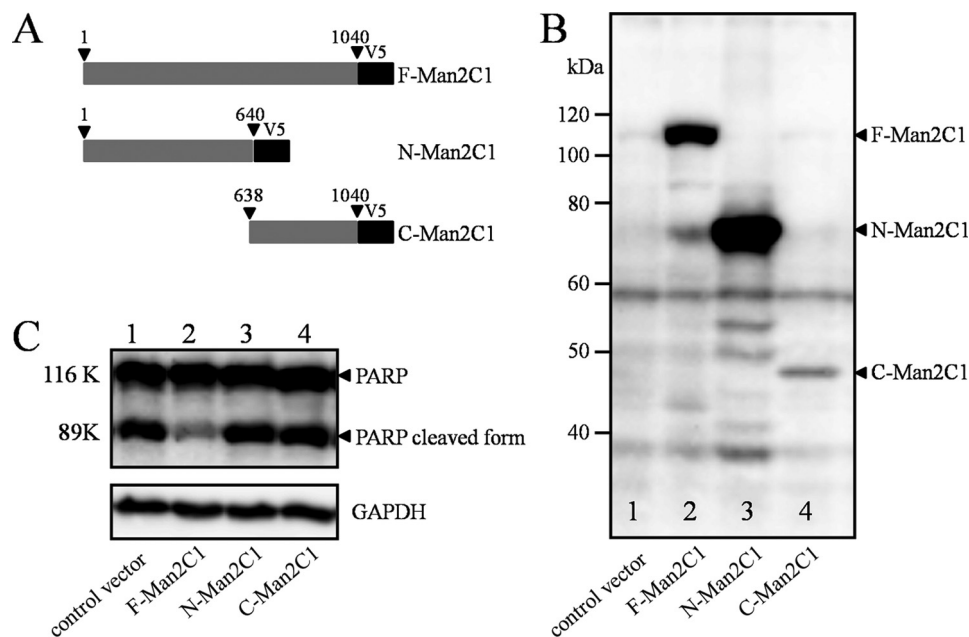 A
1
1040
V5
F-Man2C1
1
640
V5
N-Man2C1
638
1040
V5
C-Man2C1
B
kDa
120
100
80
60
50
40
F-Man2C1
N-Man2C1
C-Man2C1
1 2 3 4
control vector
F-Man2C1
N-Man2C1
C-Man2C1
C
1 2 3 4
116 K
PARP
89K
PARP cleaved form
GAPDH
control vector
F-Man2C1
N-Man2C1
C-Man2C1